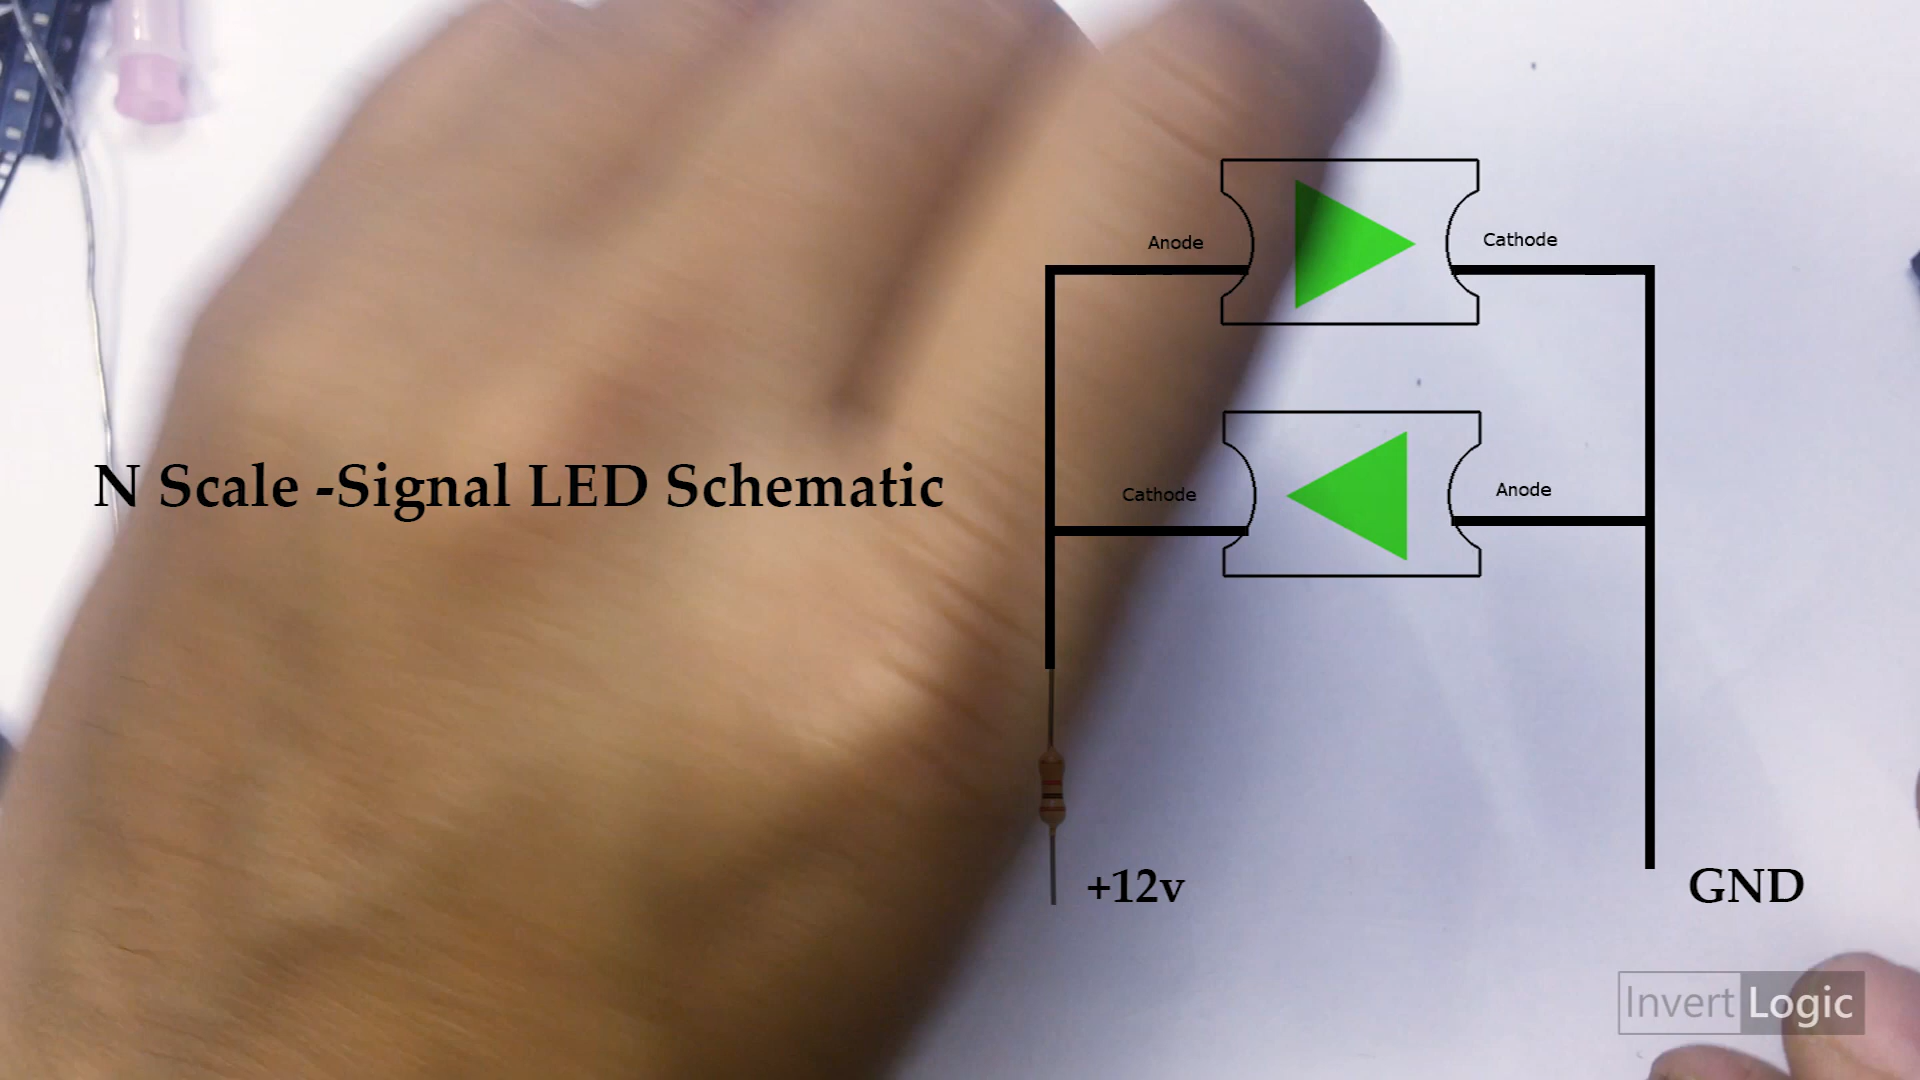 Anode
Cathode
N Scale -Signal LED Schematic
Cathode
Anode
+12v
GND
Invert Logic